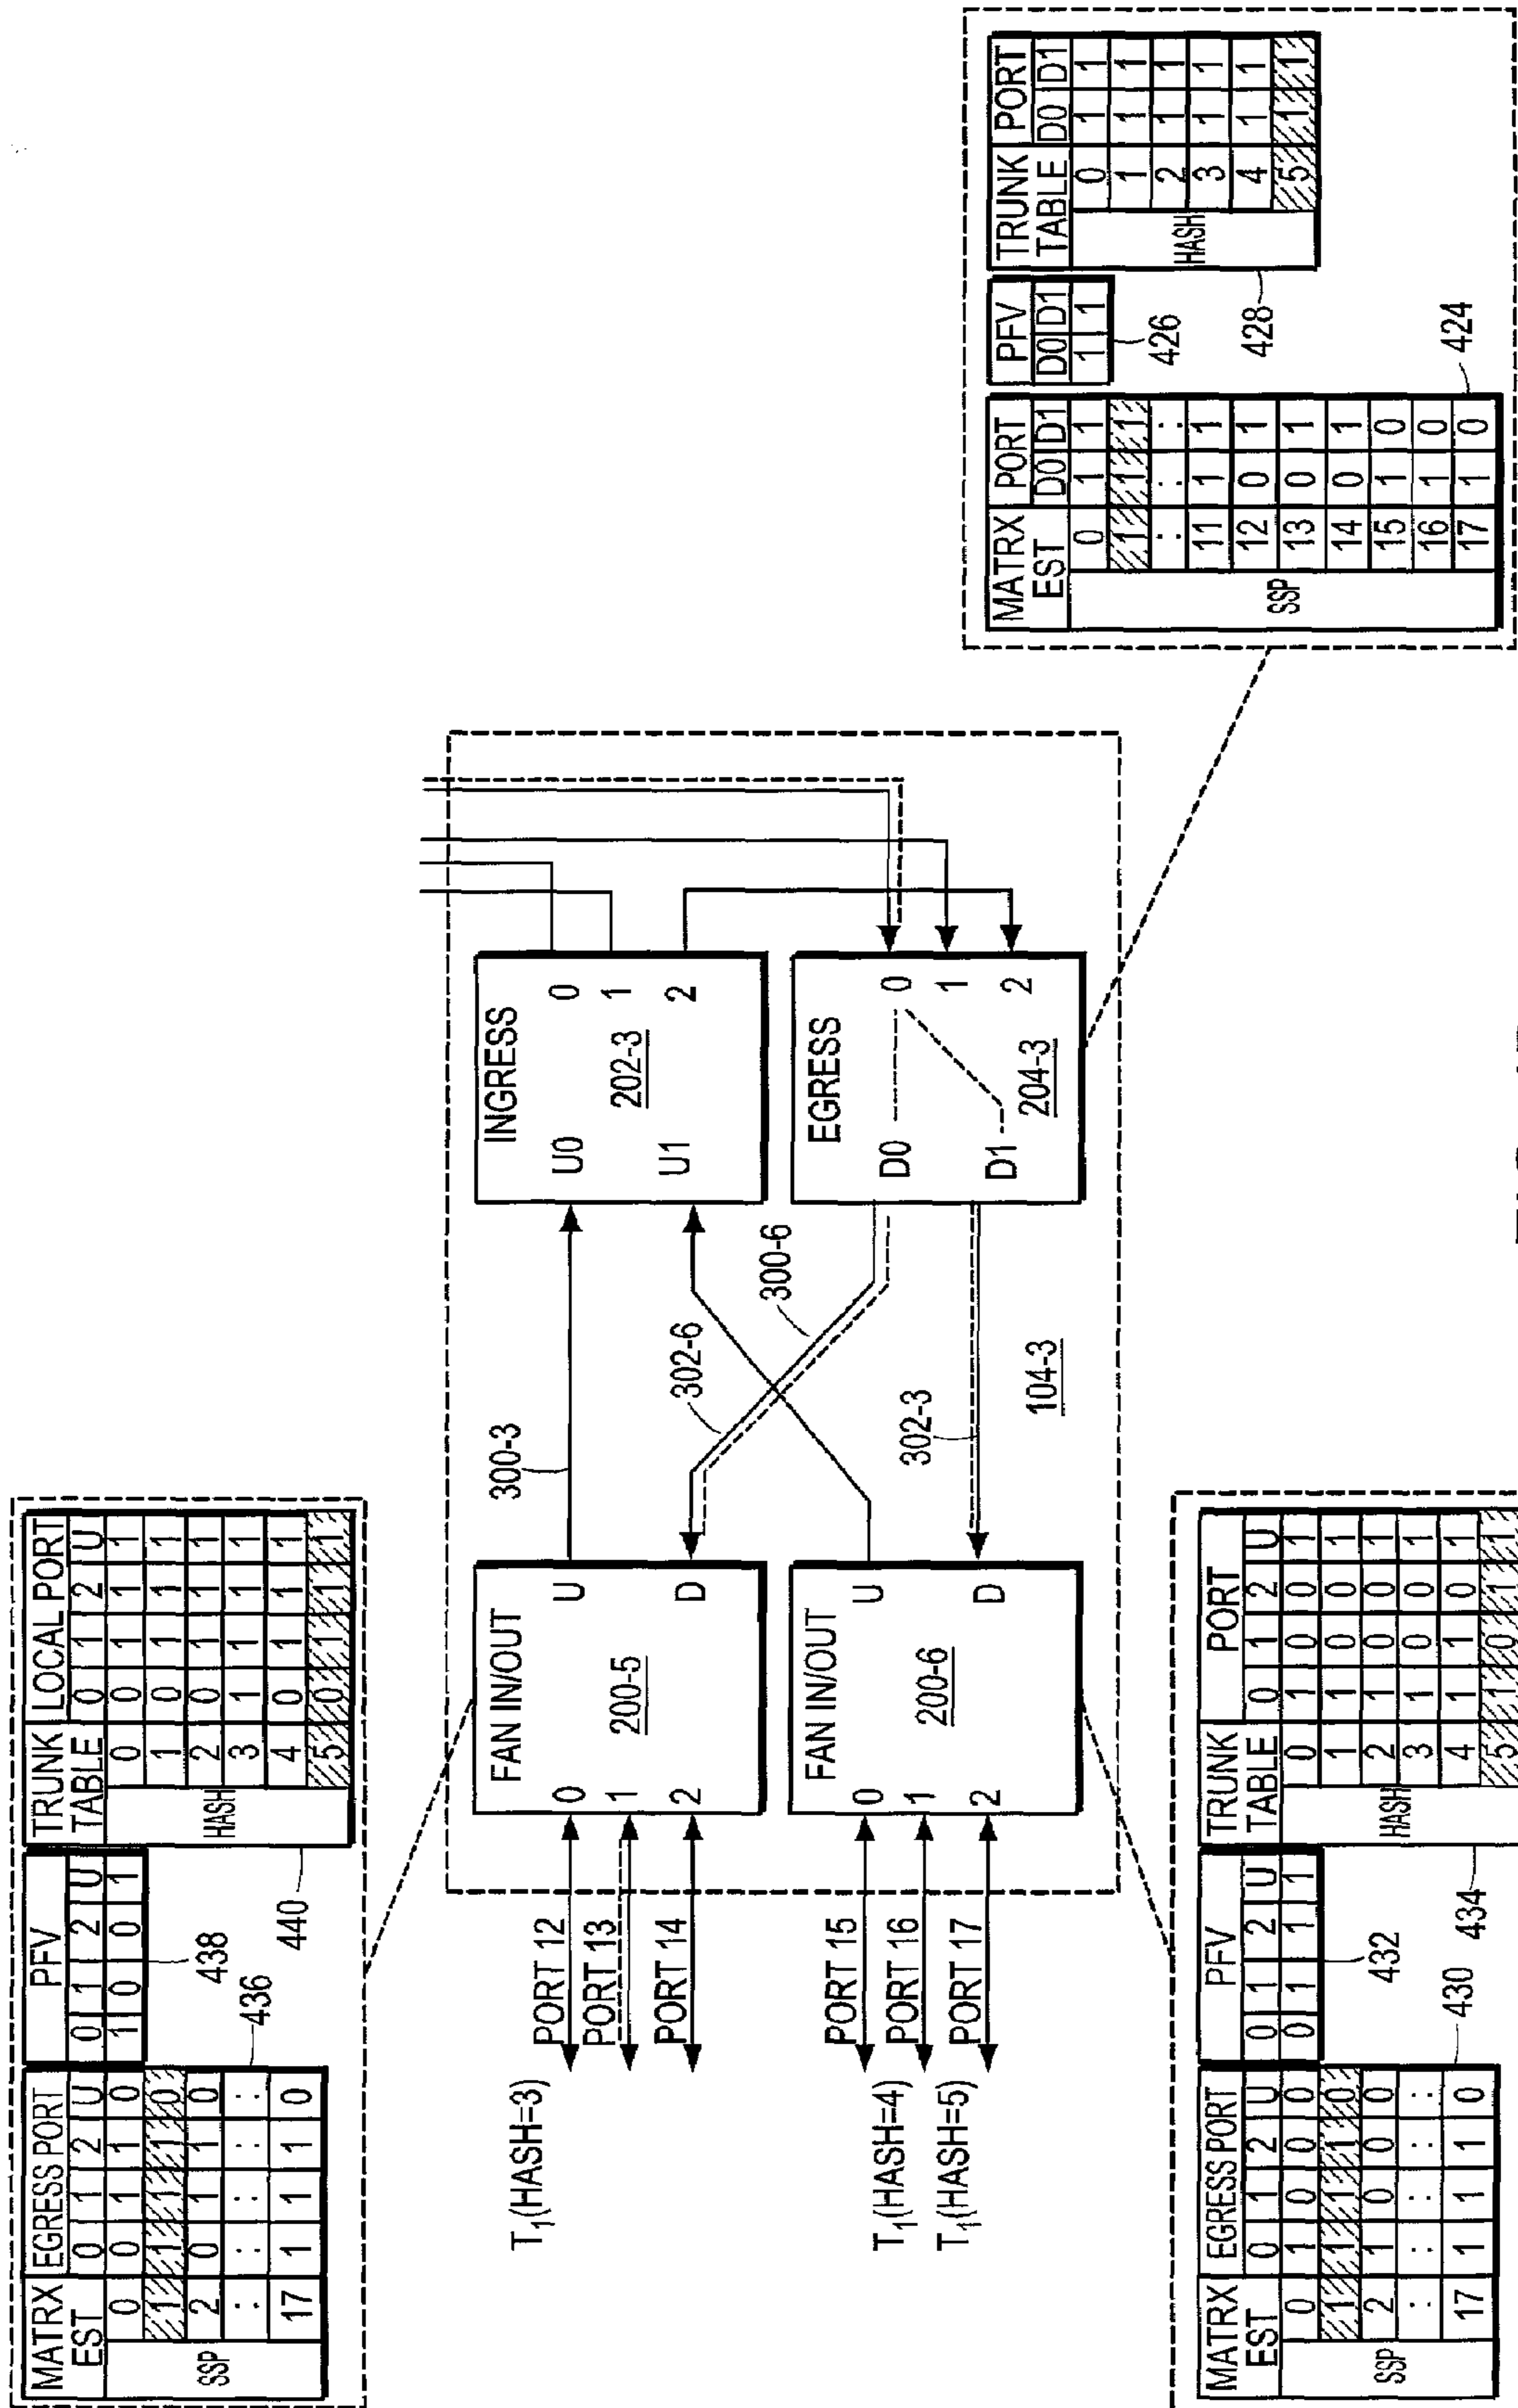 MATRX EST EGRESS PORT
0 1 2 U
SSP
0 0 1 1 0
1 1 1 1 0
2 0 1 1 0
: : : : :
17 1 1 1 0
436
PFV
0 1 2 U
1 0 0 1
438
TRUNK TABLE LOCAL PORT
0 1 2 U
HASH
0 0 1 1 1
1 0 1 1 1
2 0 1 1 1
3 1 1 1 1
4 0 1 1 1
5 0 1 1 1
440
T1(HASH=3)
PORT 12
PORT 13
PORT 14
FAN IN/OUT
0 U
1 200-5
2 D
300-3
302-6
300-6
INGRESS
U0 0
202-3 1
U1 2
T1(HASH=4)
T1(HASH=5)
PORT 15
PORT 16
PORT 17
FAN IN/OUT
0 U
1 200-6
2 D
302-3
104-3
EGRESS
D0 0
1
D1 204-3 2
MATRX EST EGRESS PORT
0 1 2 U
SSP
0 1 0 0 0
1 1 1 1 0
2 1 0 0 0
: : : : :
17 1 1 1 0
430
PFV
0 1 2 U
0 1 1 1
432
TRUNK TABLE PORT
0 1 2 U
HASH
0 1 0 0 1
1 1 0 0 1
2 1 0 0 1
3 1 0 0 1
4 1 1 0 1
5 1 0 1 1
434
MATRX EST PORT
D0 D1
SSP
0 1 1
1 1 1
: : :
11 1 1
12 0 1
13 0 1
14 0 1
15 1 0
16 1 0
17 1 0
424
PFV
D0 D1
1 1
426
TRUNK TABLE PORT
D0 D1
HASH
0 1 1
1 1 1
2 1 1
3 1 1
4 1 1
5 1 1
428